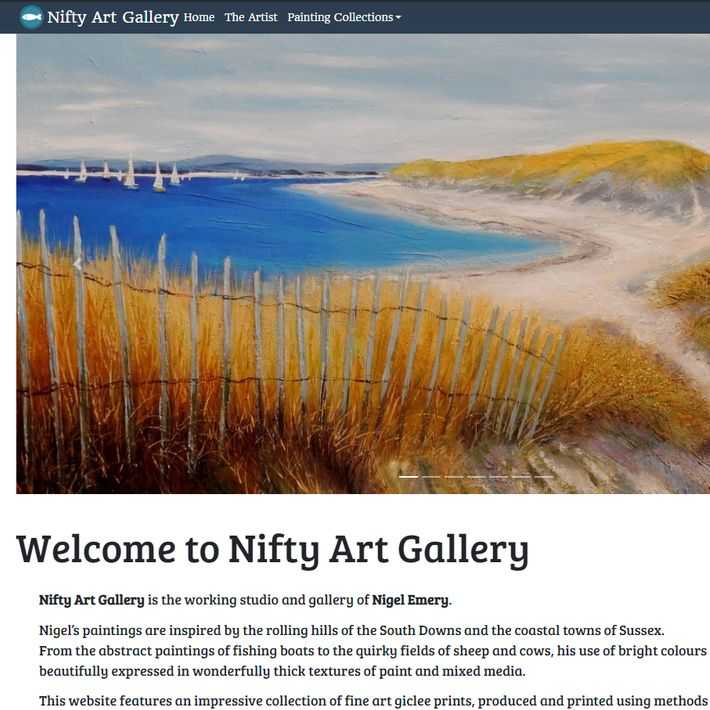 Nifty Art Gallery Home The Artist Painting Collections
Welcome to Nifty Art Gallery
Nifty Art Gallery is the working studio and gallery of Nigel Emery.
Nigel’s paintings are inspired by the rolling hills of the South Downs and the coastal towns of Sussex.
From the abstract paintings of fishing boats to the quirky fields of sheep and cows, his use of bright colours
beautifully expressed in wonderfully thick textures of paint and mixed media.
This website features an impressive collection of fine art giclee prints, produced and printed using methods